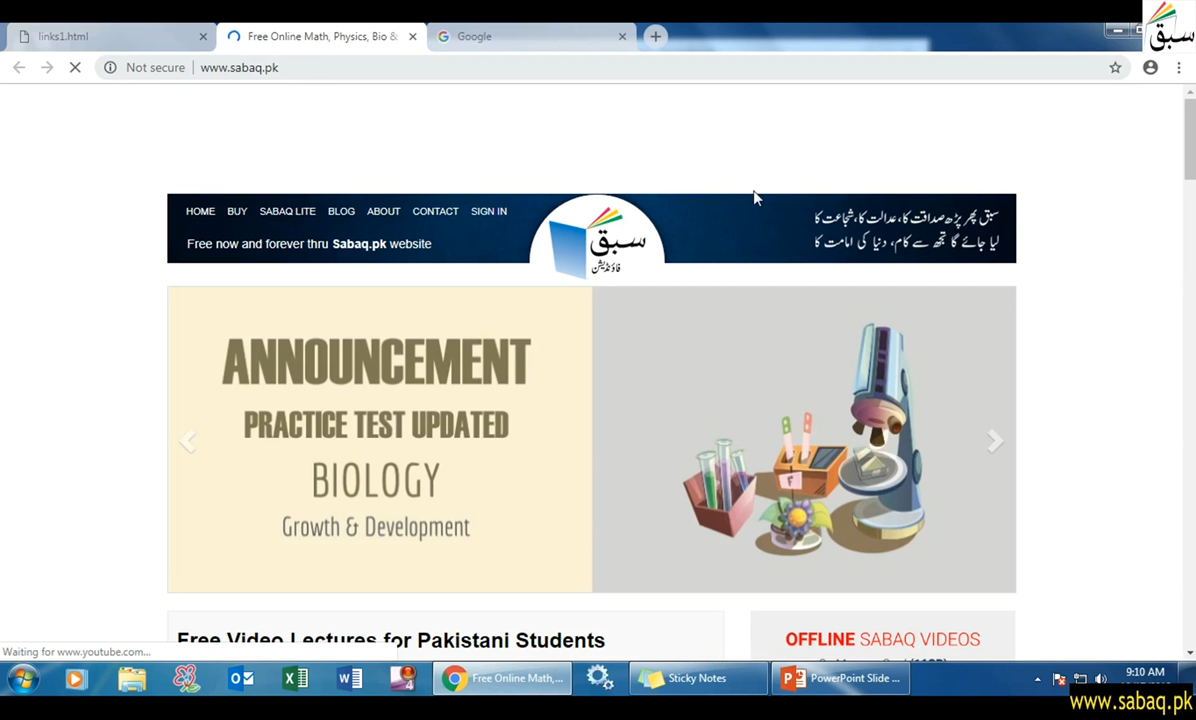 links1.html
Free Online Math, Physics, Bio &
Google
سبق
Not secure
www.sabaq.pk
HOME BUY SABAQ LITE BLOG ABOUT CONTACT SIGN IN
Free now and forever thru Sabaq.pk website
سبق
فاؤنڈیشن
سبق پھر پڑھ صداقت کا، عدالت کا، شجاعت کا
لیا جائے گا تجھ سے کام، دنیا کی امامت کا
ANNOUNCEMENT
PRACTICE TEST UPDATED
BIOLOGY
Growth & Development
F
Free Video Lectures for Pakistani Students
OFFLINE SABAQ VIDEOS
Waiting for www.youtube.com...
Free Online Math,...
Sticky Notes
PowerPoint Slide ...
9:10 AM
www.sabaq.pk